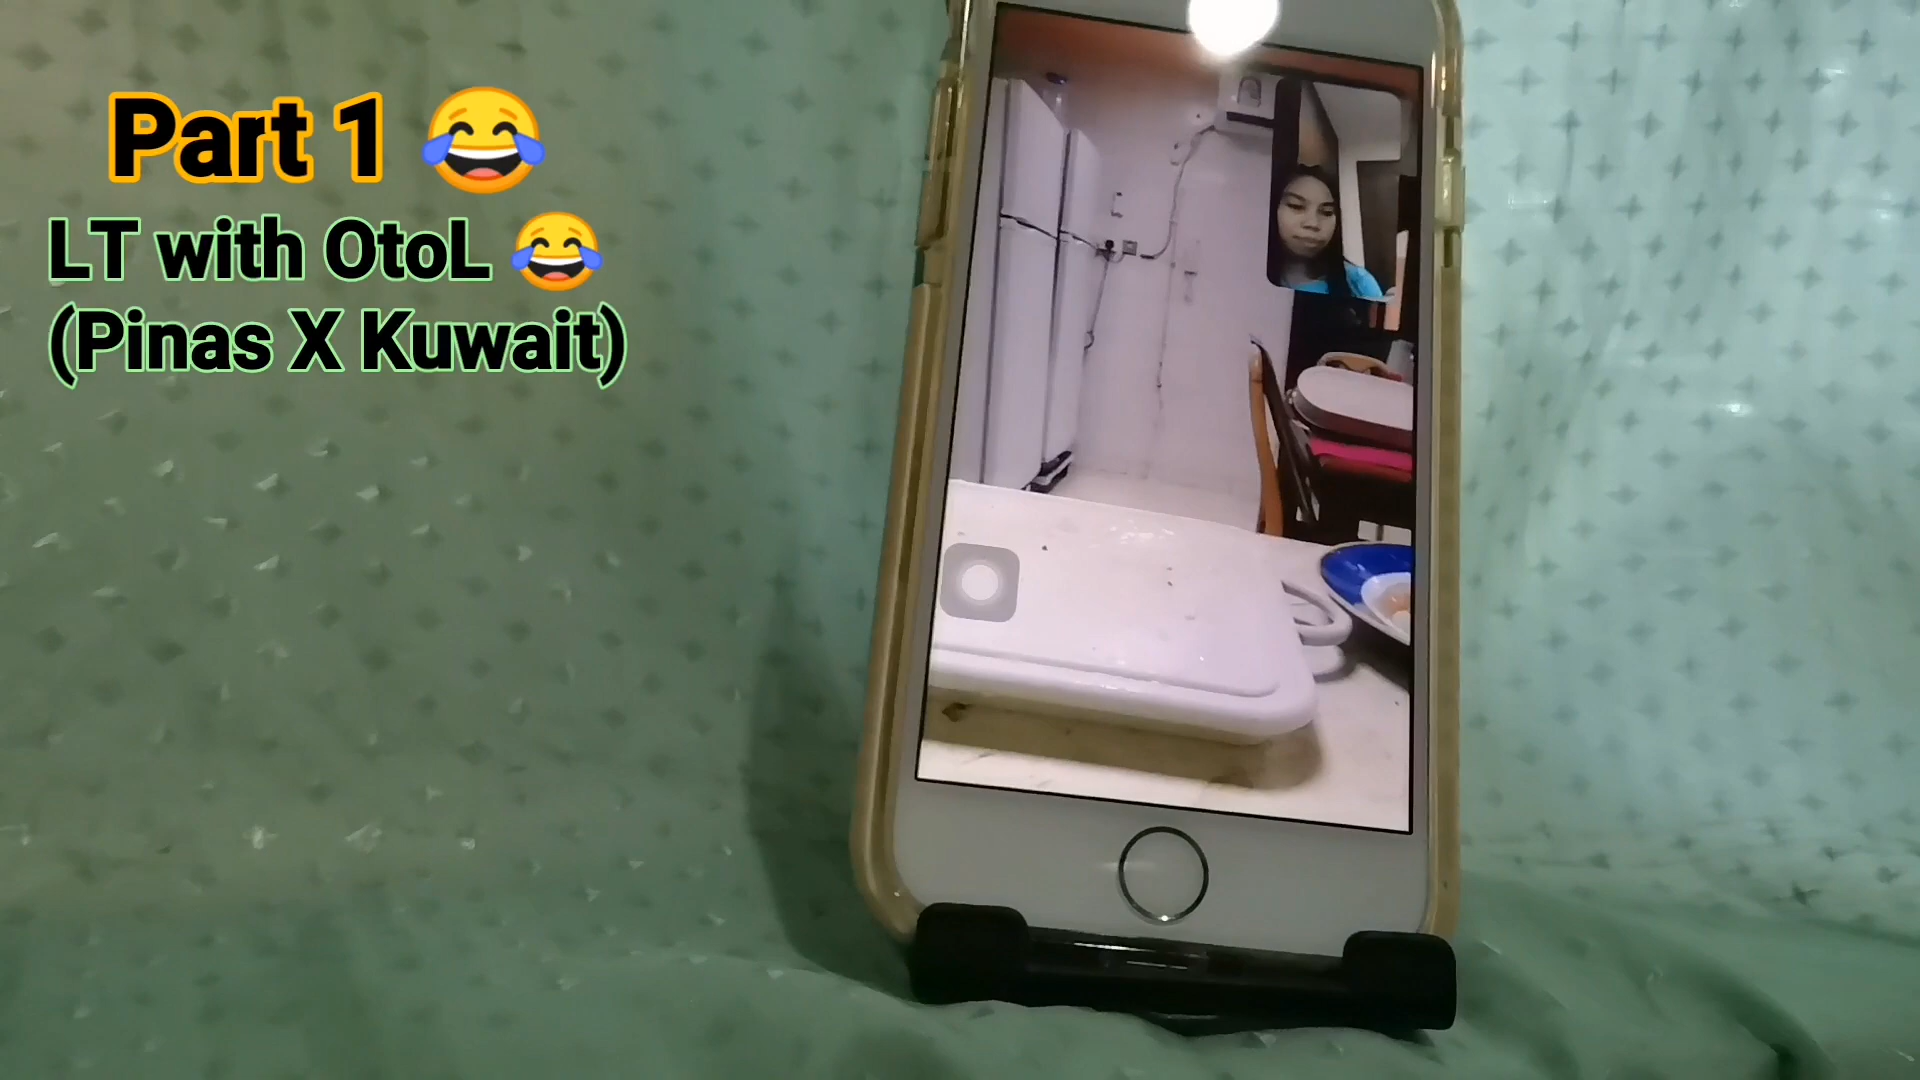 Part 1 😂
LT with OtoL 😂
(Pinas X Kuwait)